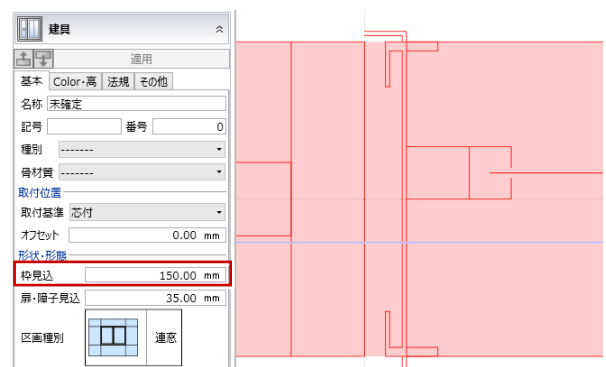 建具
適用
基本 Color・高 法規 その他
名称 未確定
記号 番号 0
種別 -------
骨材質 -------
取付位置
取付基準 芯付
オフセット 0.00 mm
形状・形態
枠見込 150.00 mm
扉・障子見込 35.00 mm
区画種別 連窓